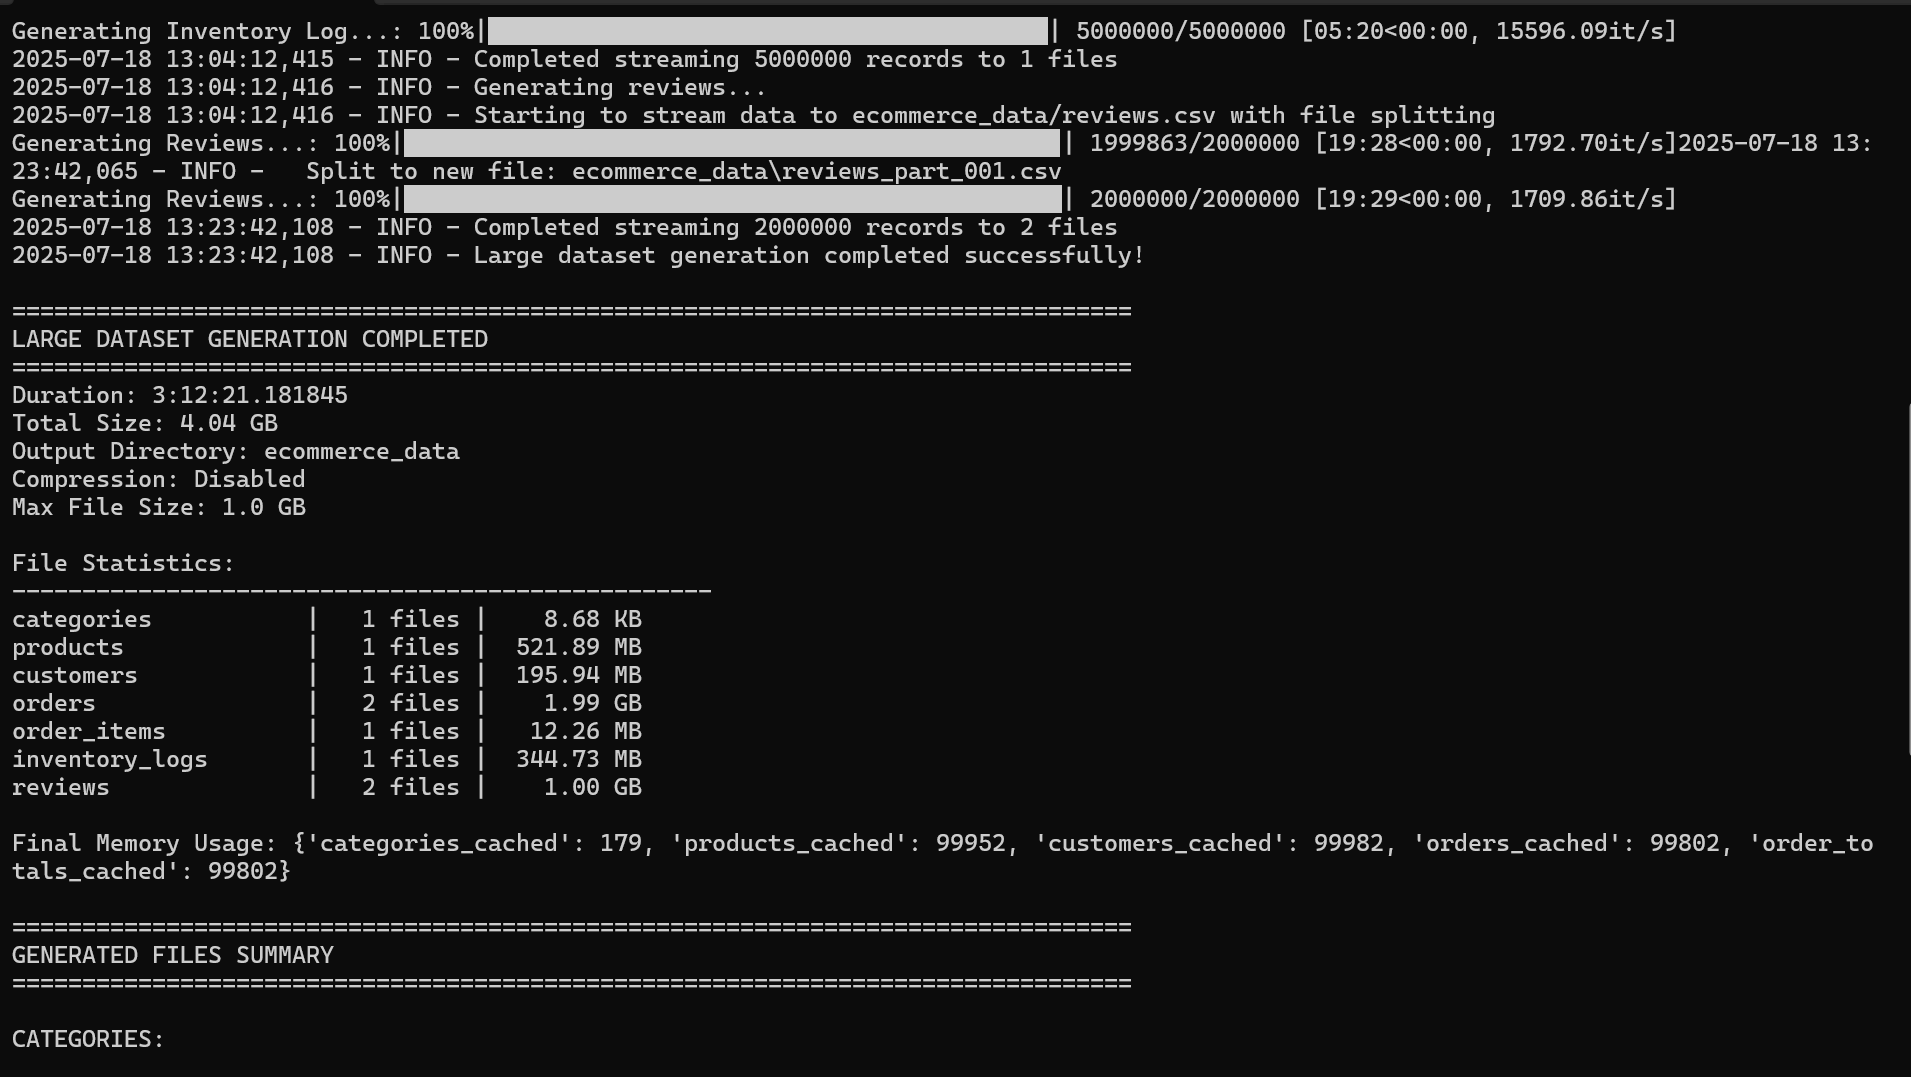 Generating Inventory Log...: 100%|██████████| 5000000/5000000 [05:20<00:00, 15596.09it/s]
2025-07-18 13:04:12,415 - INFO - Completed streaming 5000000 records to 1 files
2025-07-18 13:04:12,416 - INFO - Generating reviews...
2025-07-18 13:04:12,416 - INFO - Starting to stream data to ecommerce_data/reviews.csv with file splitting
Generating Reviews...: 100%|██████████| 1999863/2000000 [19:28<00:00, 1792.70it/s]2025-07-18 13:
23:42,065 - INFO -   Split to new file: ecommerce_data\reviews_part_001.csv
Generating Reviews...: 100%|██████████| 2000000/2000000 [19:29<00:00, 1709.86it/s]
2025-07-18 13:23:42,108 - INFO - Completed streaming 2000000 records to 2 files
2025-07-18 13:23:42,108 - INFO - Large dataset generation completed successfully!
================================================================================
LARGE DATASET GENERATION COMPLETED
================================================================================
Duration: 3:12:21.181845
Total Size: 4.04 GB
Output Directory: ecommerce_data
Compression: Disabled
Max File Size: 1.0 GB
File Statistics:
--------------------------------------------------
categories           |   1 files |    8.68 KB
products             |   1 files |  521.89 MB
customers            |   1 files |  195.94 MB
orders               |   2 files |    1.99 GB
order_items          |   1 files |   12.26 MB
inventory_logs       |   1 files |  344.73 MB
reviews              |   2 files |    1.00 GB
Final Memory Usage: {'categories_cached': 179, 'products_cached': 99952, 'customers_cached': 99982, 'orders_cached': 99802, 'order_to
tals_cached': 99802}
================================================================================
GENERATED FILES SUMMARY
================================================================================
CATEGORIES: